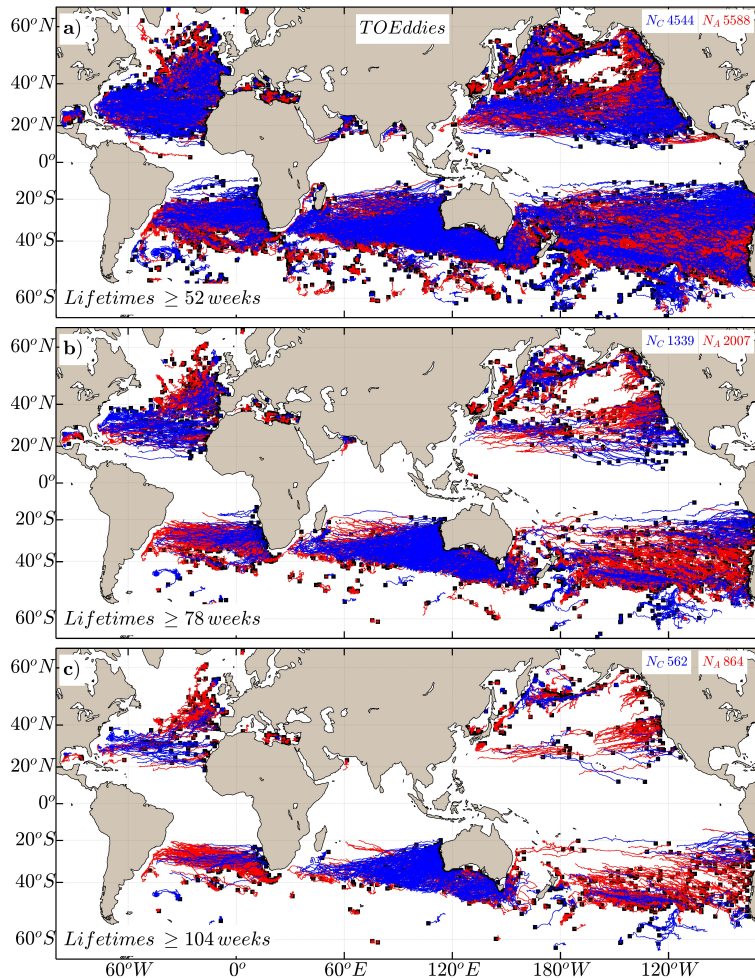 a) TOEddies N_C 4544 N_A 5588
60°N
40°N
20°N
0°
20°S
40°S
60°S
Lifetimes ≥ 52 weeks
b) N_C 1339 N_A 2007
60°N
40°N
20°N
0°
20°S
40°S
60°S
Lifetimes ≥ 78 weeks
c) N_C 562 N_A 864
60°N
40°N
20°N
0°
20°S
40°S
60°S
Lifetimes ≥ 104 weeks
60°W 0° 60°E 120°E 180°W 120°W